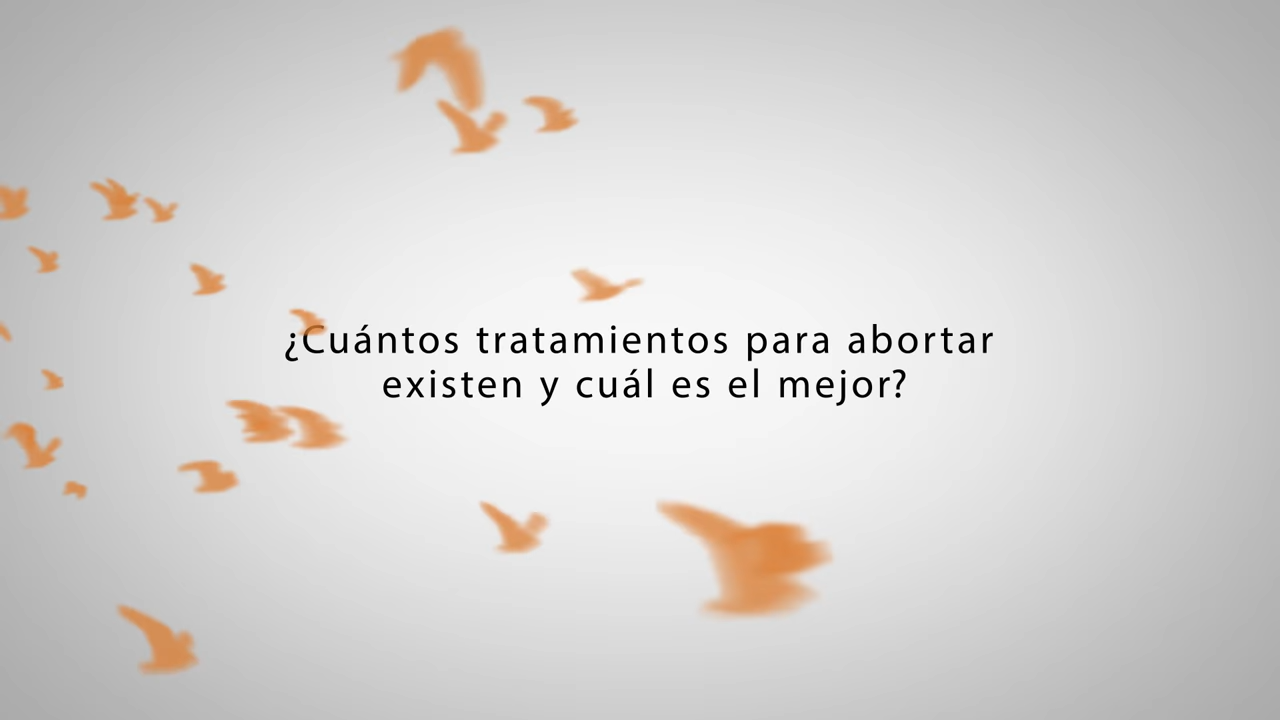 ¿Cuántos tratamientos para abortar
existen y cuál es el mejor?